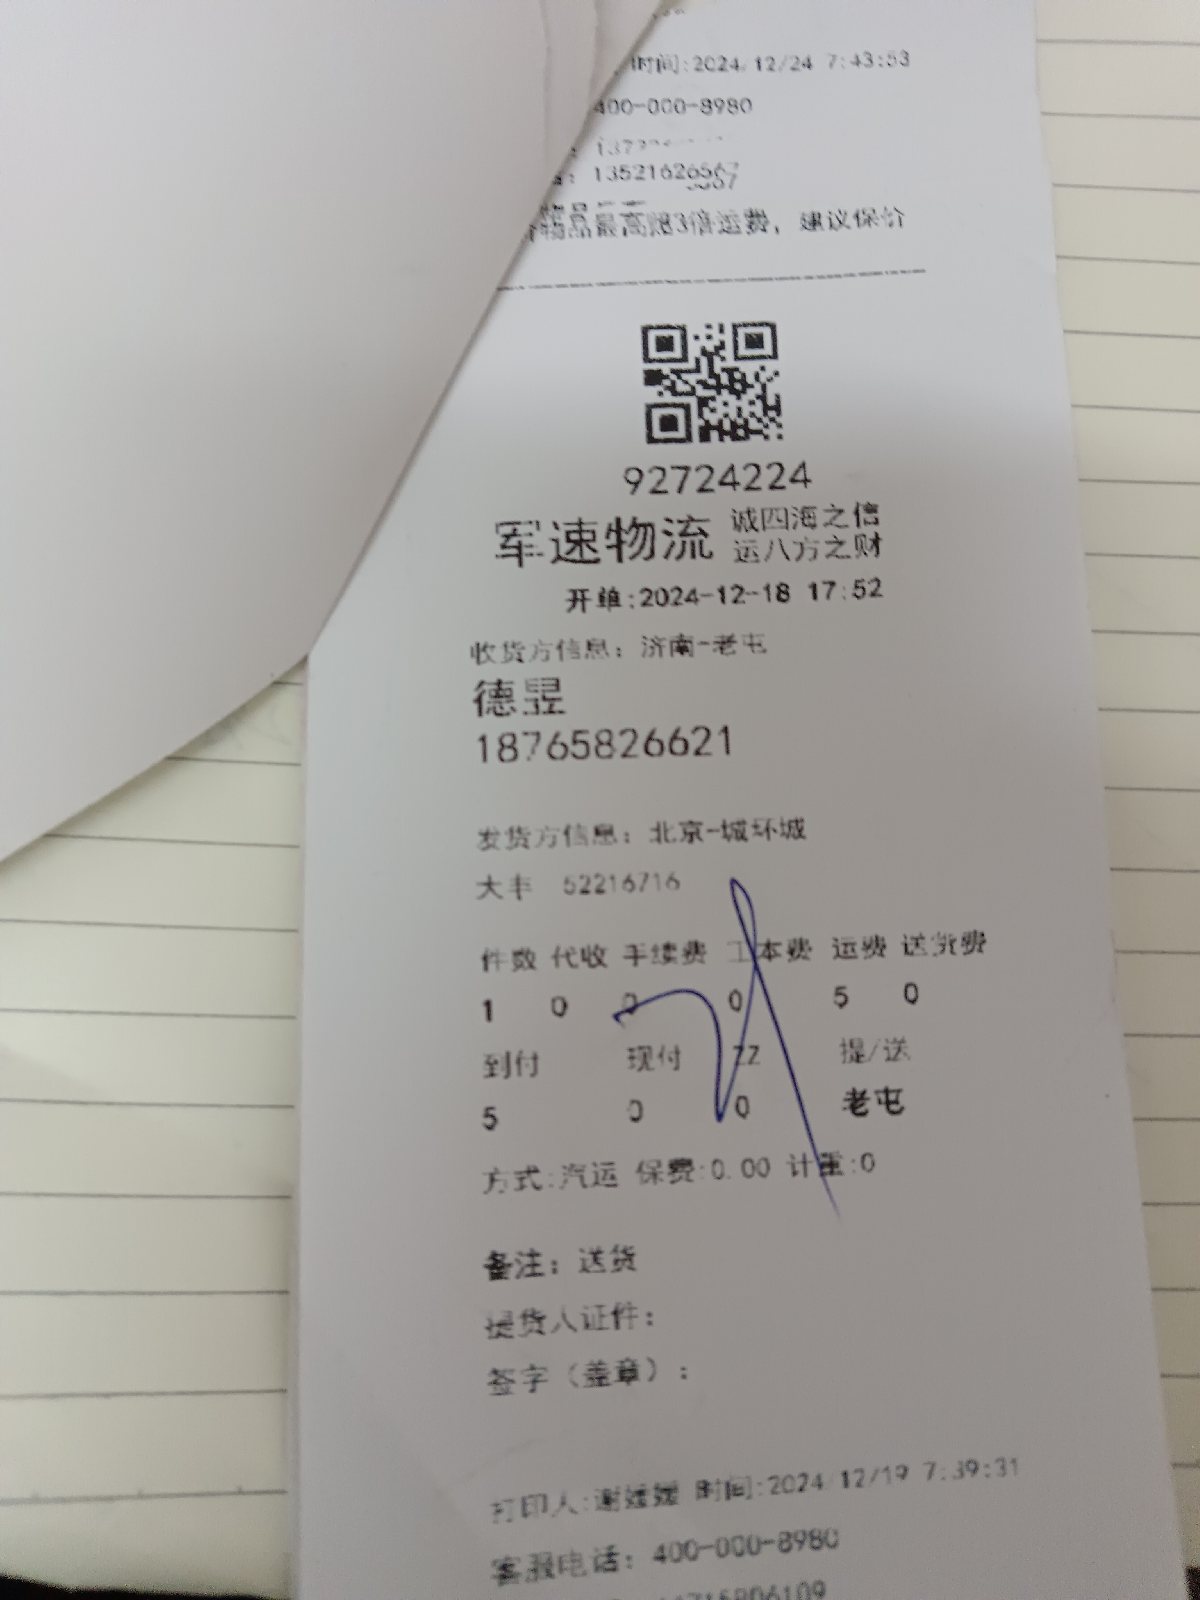 时间:2024/12/24 7:43:53
400-000-8980
物品最高赔3倍运费，建议保价
92724224
军速物流 诚四海之信
运八方之财
开单:2024-12-18 17:52
收货方信息：济南-老屯
德昱
18765826621
发货方信息：北京-城环城
大丰 52216716
件数 代收 手续费 工本费 运费 送货费
1 0 0 0 5 0
到付 现付 ZZ 提/送
5 0 0 老屯
方式:汽运 保费:0.00 计重:0
备注：送货
提货人证件：
签字（盖章）：
打印人:谢媛媛 时间:2024/12/19 7:39:31
客服电话：400-000-8980